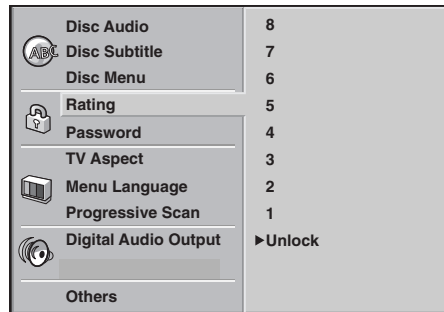 Disc Audio
ABC Disc Subtitle
Disc Menu
Rating
Password
TV Aspect
Menu Language
Progressive Scan
Digital Audio Output
Others
8
7
6
5
4
3
2
1
▶Unlock